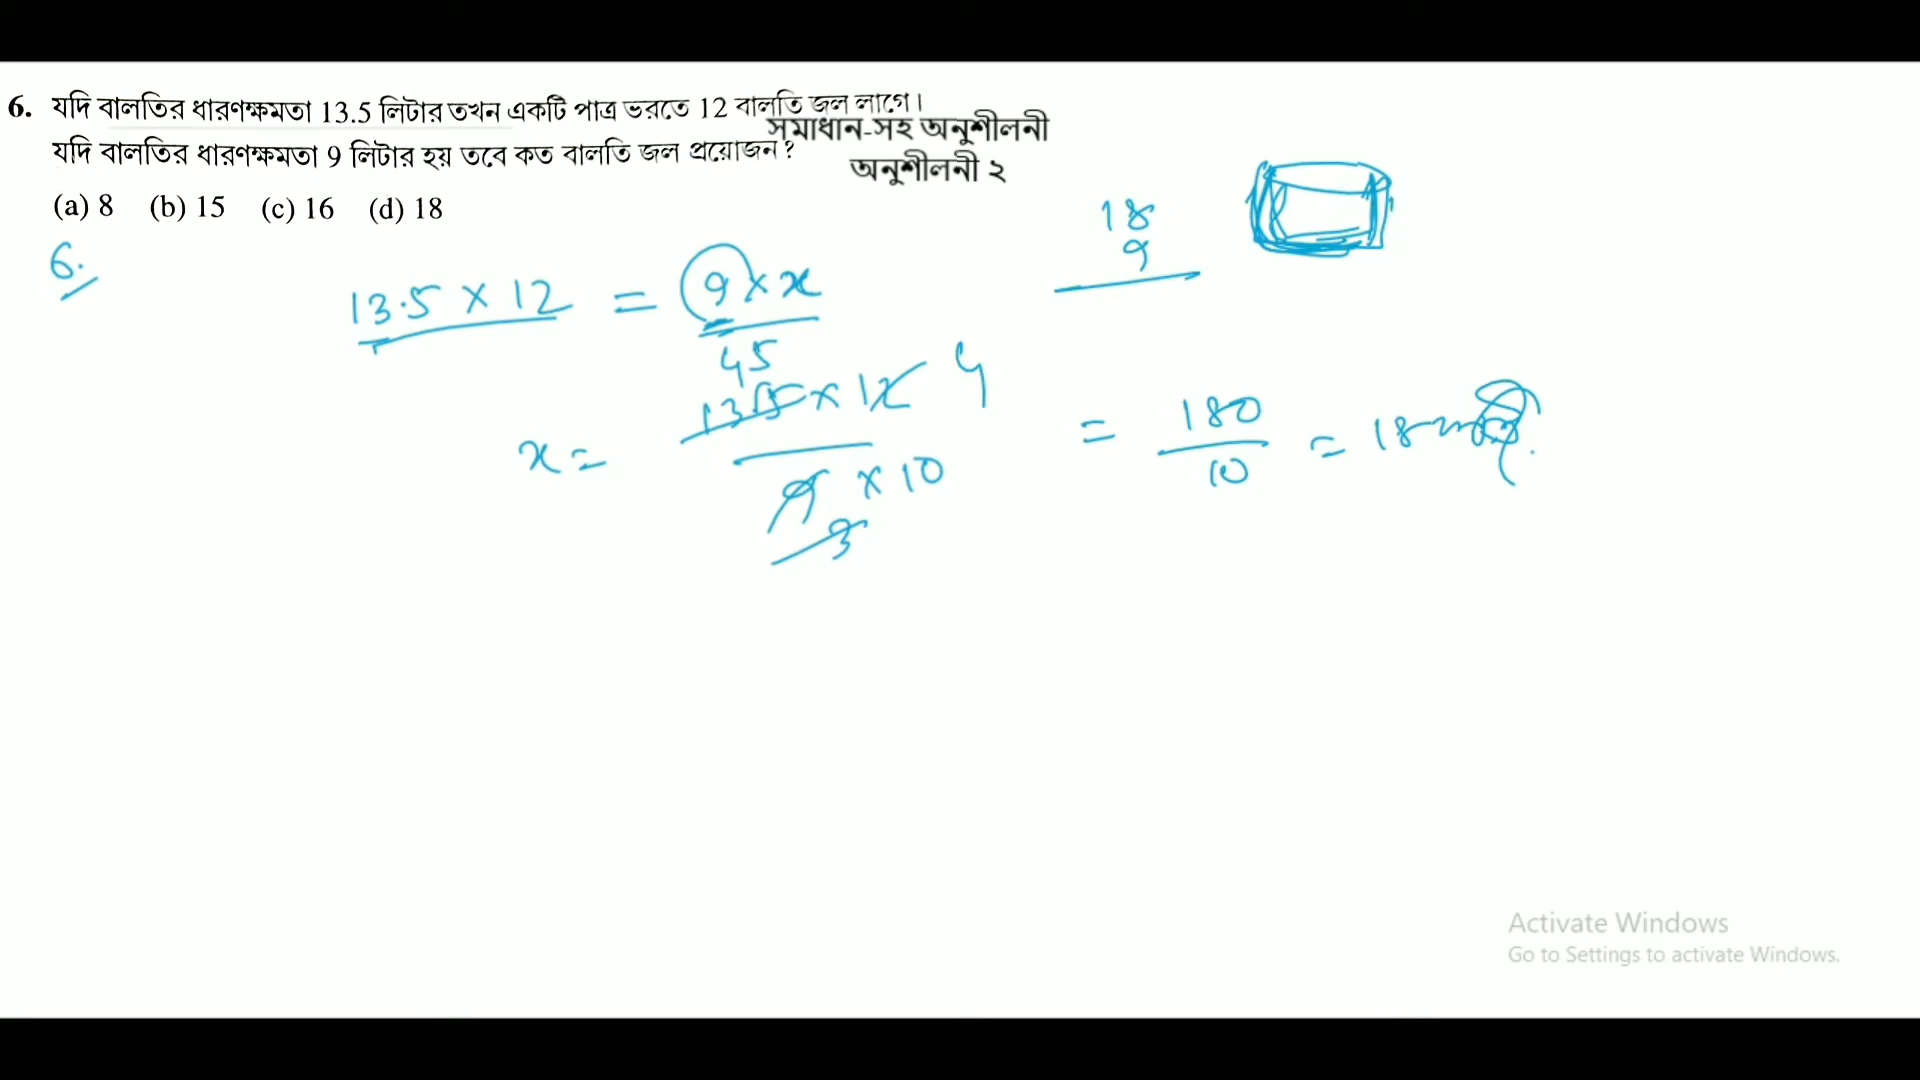 6. যদি বালতির ধারণক্ষমতা 13.5 লিটার তখন একটি পাত্র ভরতে 12 বালতি জল লাগে।
সমাধান-সহ অনুশীলনী
যদি বালতির ধারণক্ষমতা 9 লিটার হয় তবে কত বালতি জল প্রয়োজন?
অনুশীলনী ২
(a) 8 (b) 15 (c) 16 (d) 18
18
9
6.
13.5 × 12 = 9 × x
45
x = 135 × 12 4 = 180 = 18
9 × 10 10
3
Activate Windows
Go to Settings to activate Windows.